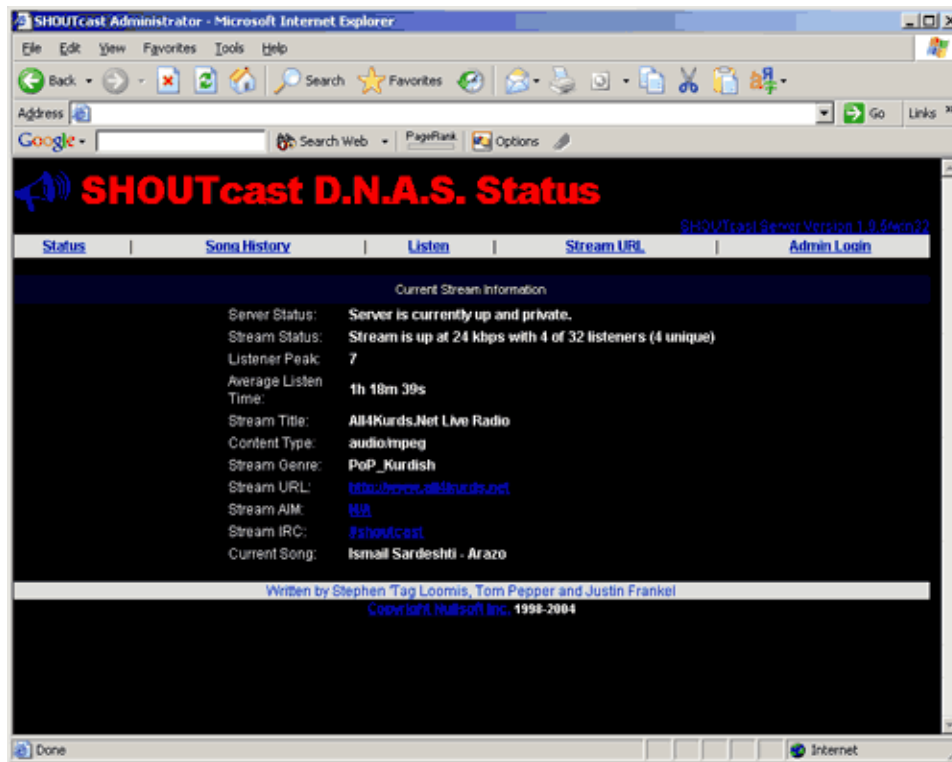 SHOUTcast Administrator - Microsoft Internet Explorer
File Edit View Favorites Tools Help
Back Search Favorites
Address Go Links
Google Search Web PageRank Options
SHOUTcast D.N.A.S. Status
SHOUTcast Server Version 1.9.5/win32
Status | Song History | Listen | Stream URL | Admin Login
Current Stream Information
Server Status: Server is currently up and private.
Stream Status: Stream is up at 24 kbps with 4 of 32 listeners (4 unique)
Listener Peak: 7
Average Listen Time: 1h 18m 39s
Stream Title: All4Kurds.Net Live Radio
Content Type: audio/mpeg
Stream Genre: PoP_Kurdish
Stream URL: http://www.all4kurds.net
Stream AIM: N/A
Stream IRC: #shoutcast
Current Song: Ismail Sardeshti - Arazo
Written by Stephen 'Tag Loomis, Tom Pepper and Justin Frankel
Copyright Nullsoft Inc. 1998-2004
Done Internet